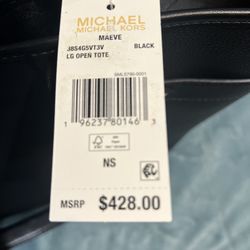 MICHAEL
MICHAEL KORS
MAEVE
38S4G5VT3V BLACK
LG OPEN TOTE
1 96237 80146 3
NS
MSRP $428.00